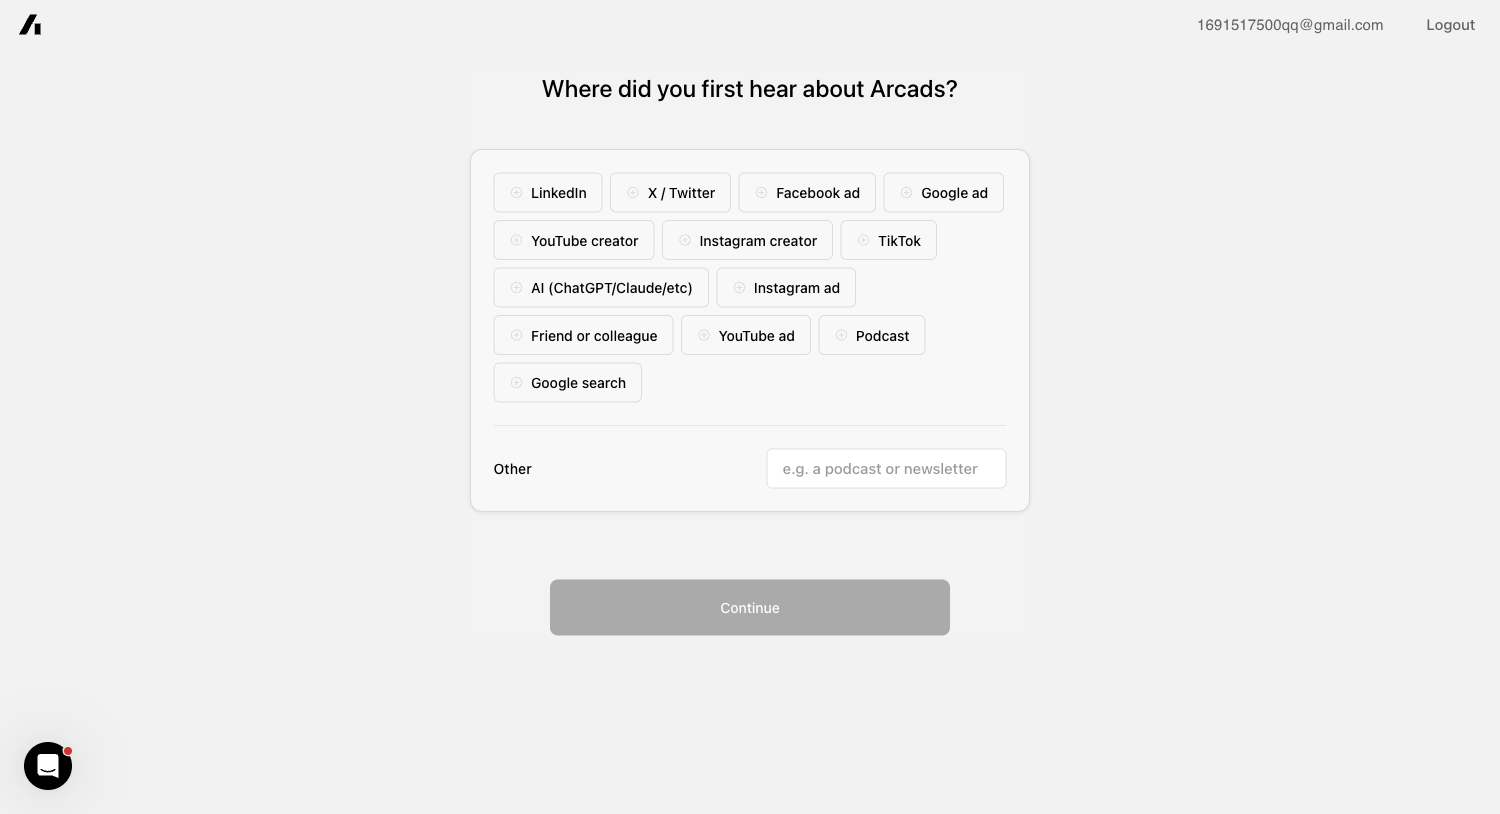 1691517500qq@gmail.com Logout
Where did you first hear about Arcads?
LinkedIn X / Twitter Facebook ad Google ad
YouTube creator Instagram creator TikTok
AI (ChatGPT/Claude/etc) Instagram ad
Friend or colleague YouTube ad Podcast
Google search
Other e.g. a podcast or newsletter
Continue